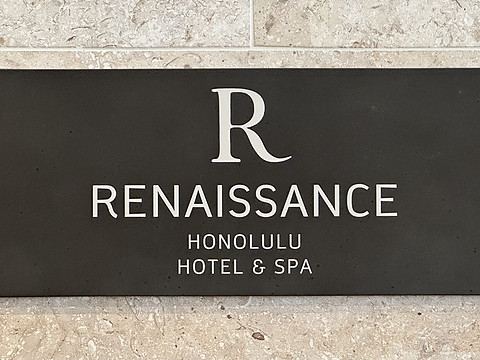 R
RENAISSANCE
HONOLULU
HOTEL & SPA